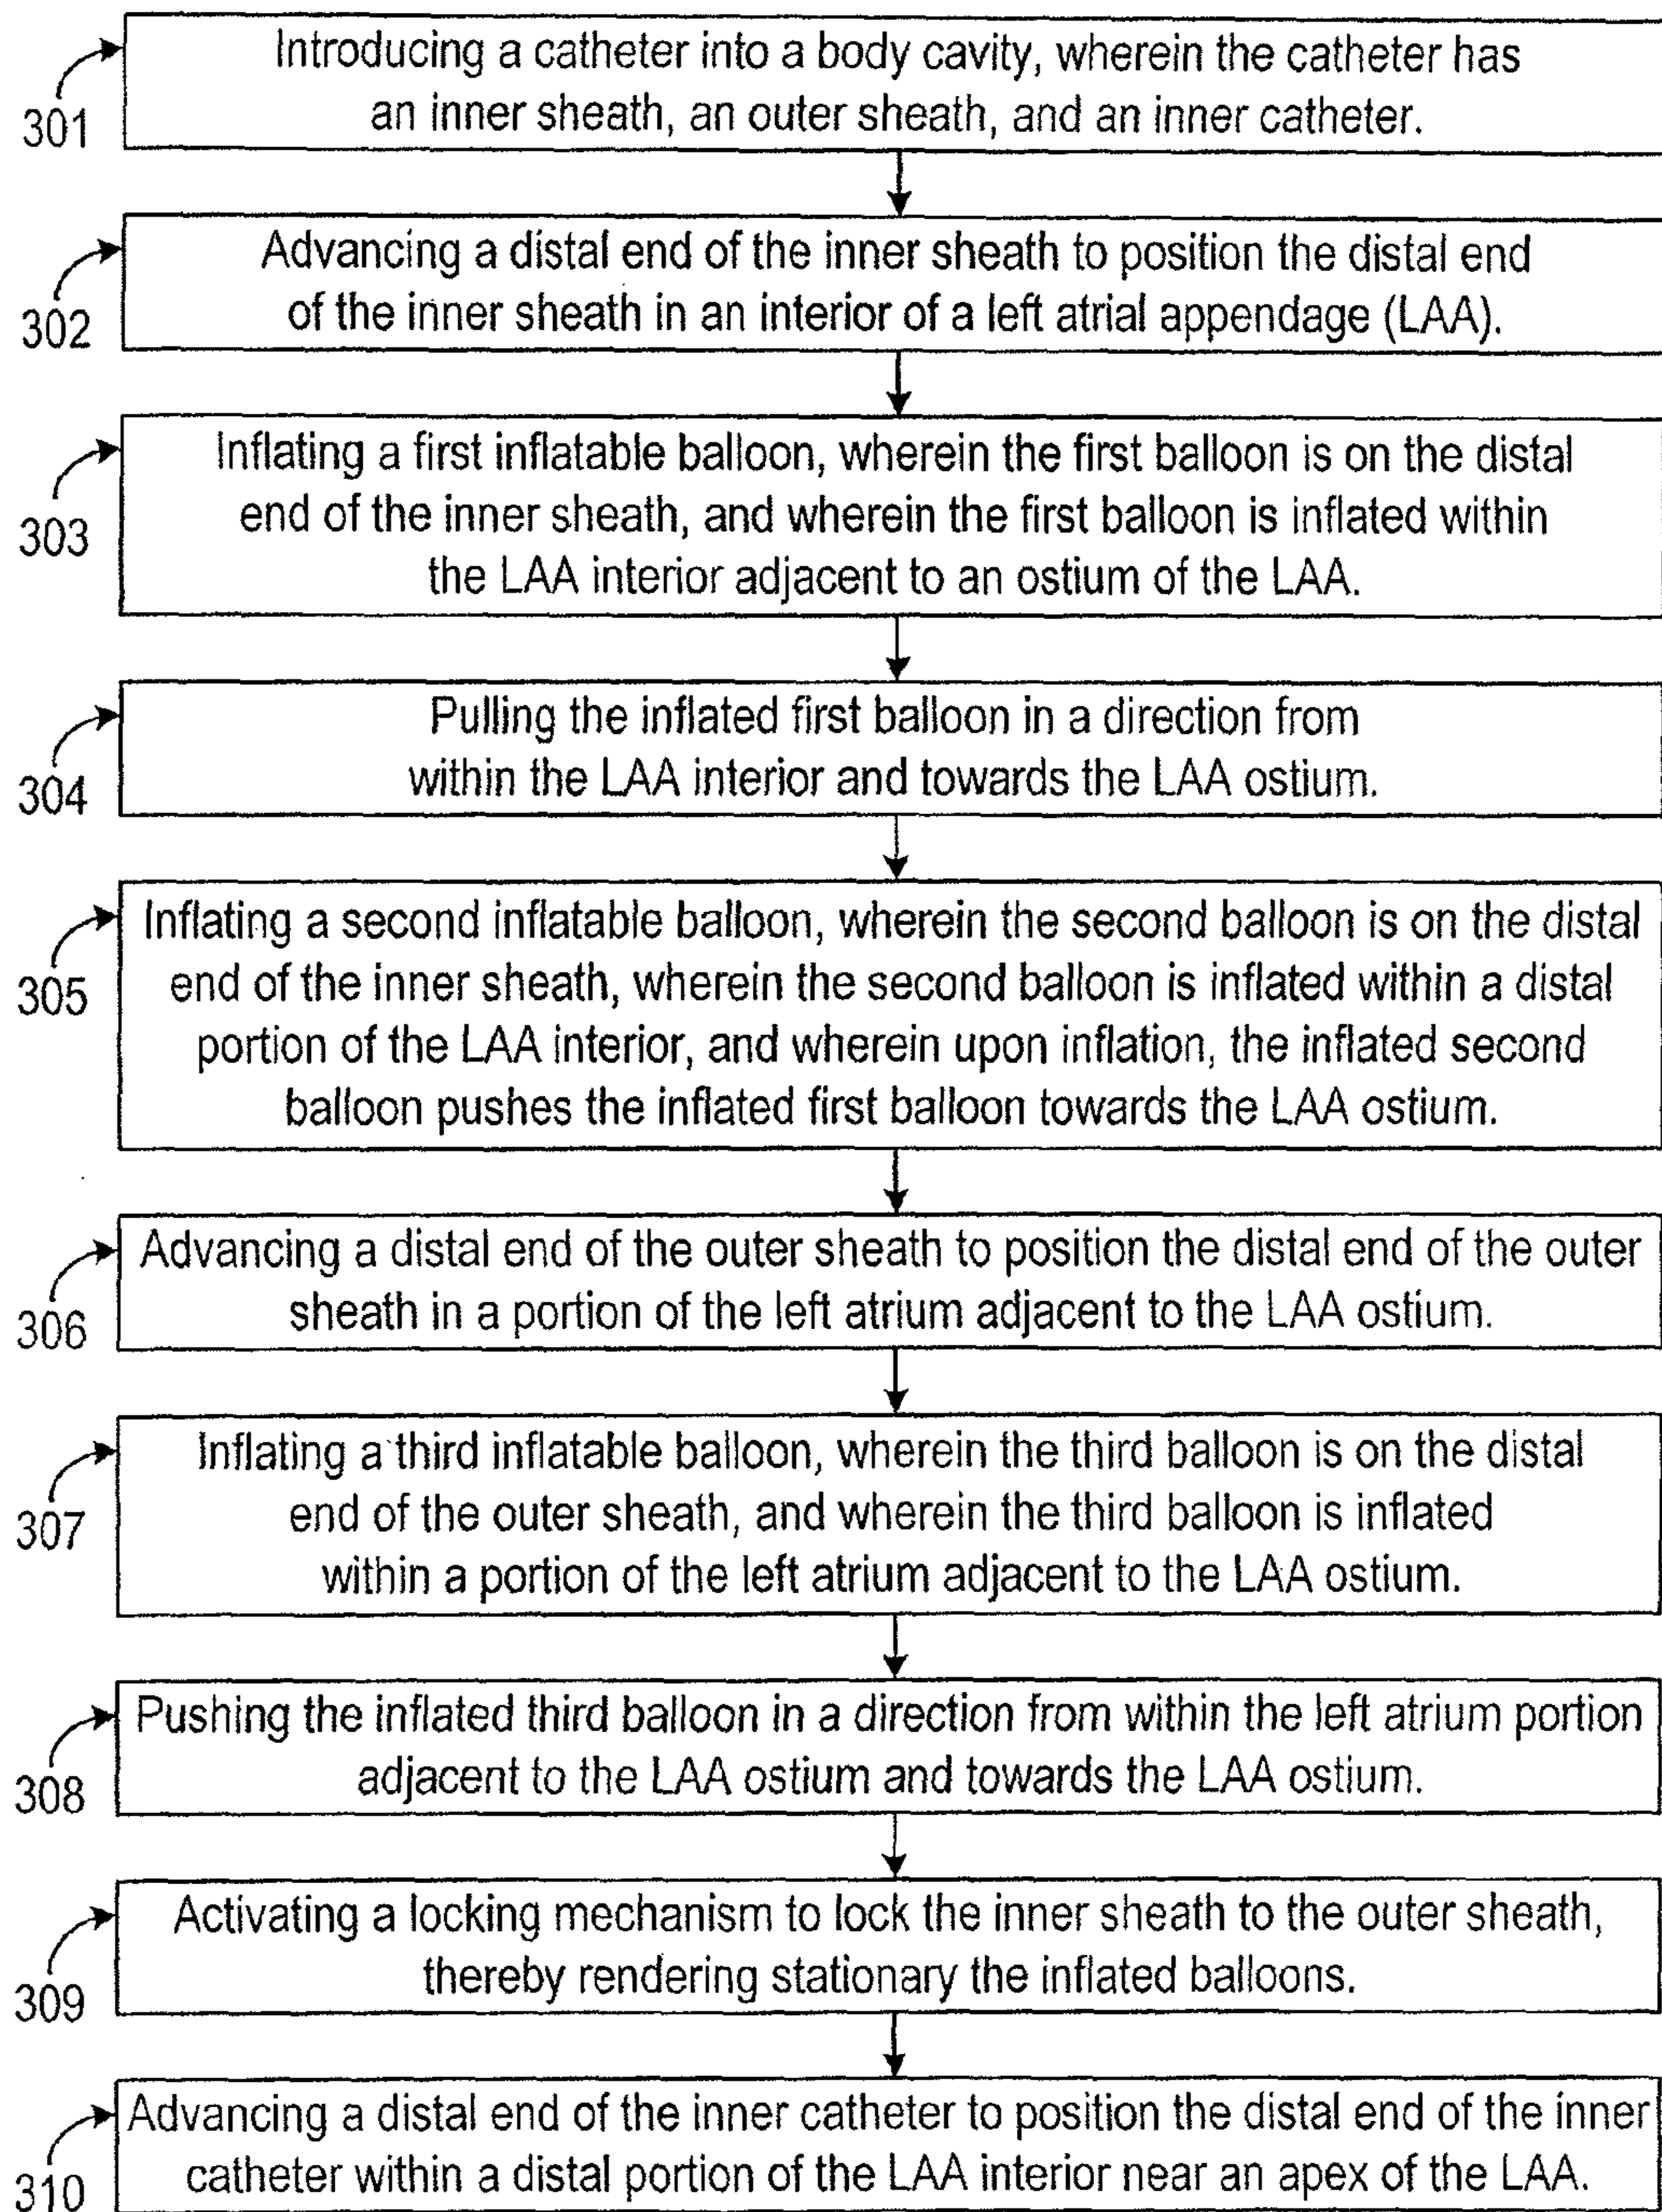 Introducing a catheter into a body cavity, wherein the catheter has
an inner sheath, an outer sheath, and an inner catheter.
301
Advancing a distal end of the inner sheath to position the distal end
of the inner sheath in an interior of a left atrial appendage (LAA).
302
Inflating a first inflatable balloon, wherein the first balloon is on the distal
end of the inner sheath, and wherein the first balloon is inflated within
the LAA interior adjacent to an ostium of the LAA.
303
Pulling the inflated first balloon in a direction from
within the LAA interior and towards the LAA ostium.
304
Inflating a second inflatable balloon, wherein the second balloon is on the distal
end of the inner sheath, wherein the second balloon is inflated within a distal
portion of the LAA interior, and wherein upon inflation, the inflated second
balloon pushes the inflated first balloon towards the LAA ostium.
305
Advancing a distal end of the outer sheath to position the distal end of the outer
sheath in a portion of the left atrium adjacent to the LAA ostium.
306
Inflating a third inflatable balloon, wherein the third balloon is on the distal
end of the outer sheath, and wherein the third balloon is inflated
within a portion of the left atrium adjacent to the LAA ostium.
307
Pushing the inflated third balloon in a direction from within the left atrium portion
adjacent to the LAA ostium and towards the LAA ostium.
308
Activating a locking mechanism to lock the inner sheath to the outer sheath,
thereby rendering stationary the inflated balloons.
309
Advancing a distal end of the inner catheter to position the distal end of the inner
catheter within a distal portion of the LAA interior near an apex of the LAA.
310